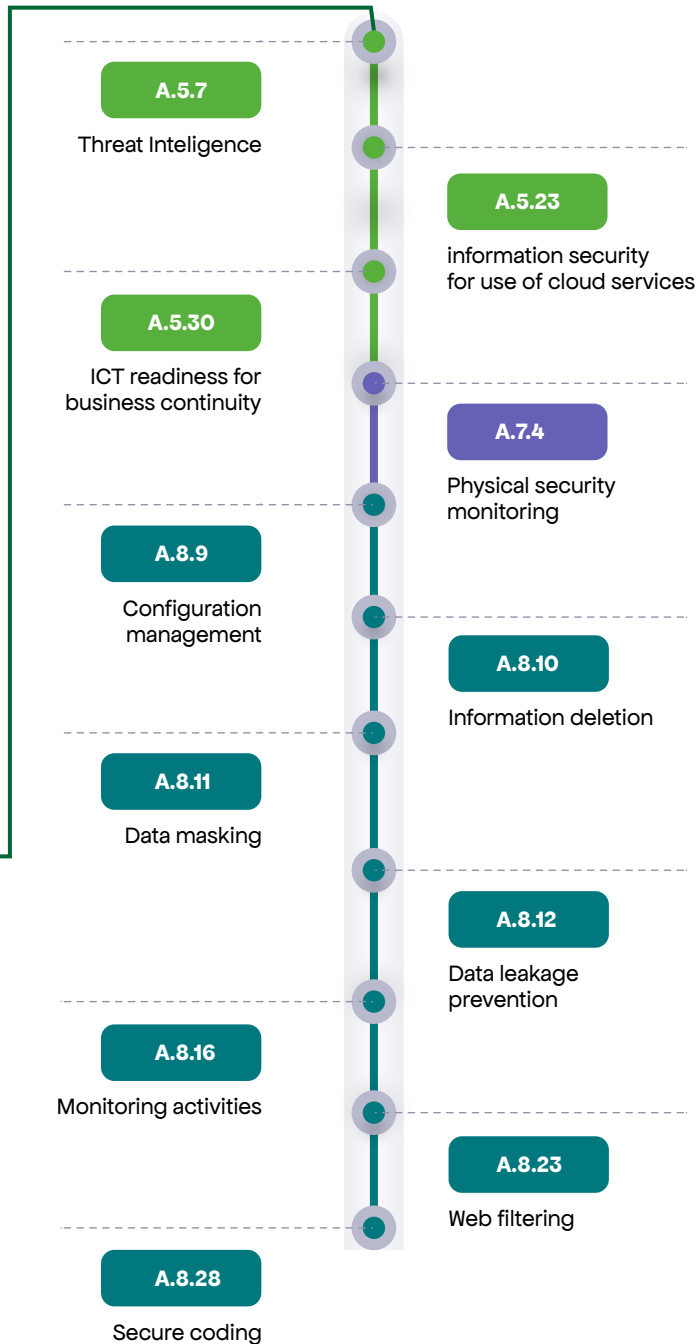 A.5.7
Threat Inteligence
A.5.23
information security
for use of cloud services
A.5.30
ICT readiness for
business continuity
A.7.4
Physical security
monitoring
A.8.9
Configuration
management
A.8.10
Information deletion
A.8.11
Data masking
A.8.12
Data leakage
prevention
A.8.16
Monitoring activities
A.8.23
Web filtering
A.8.28
Secure coding